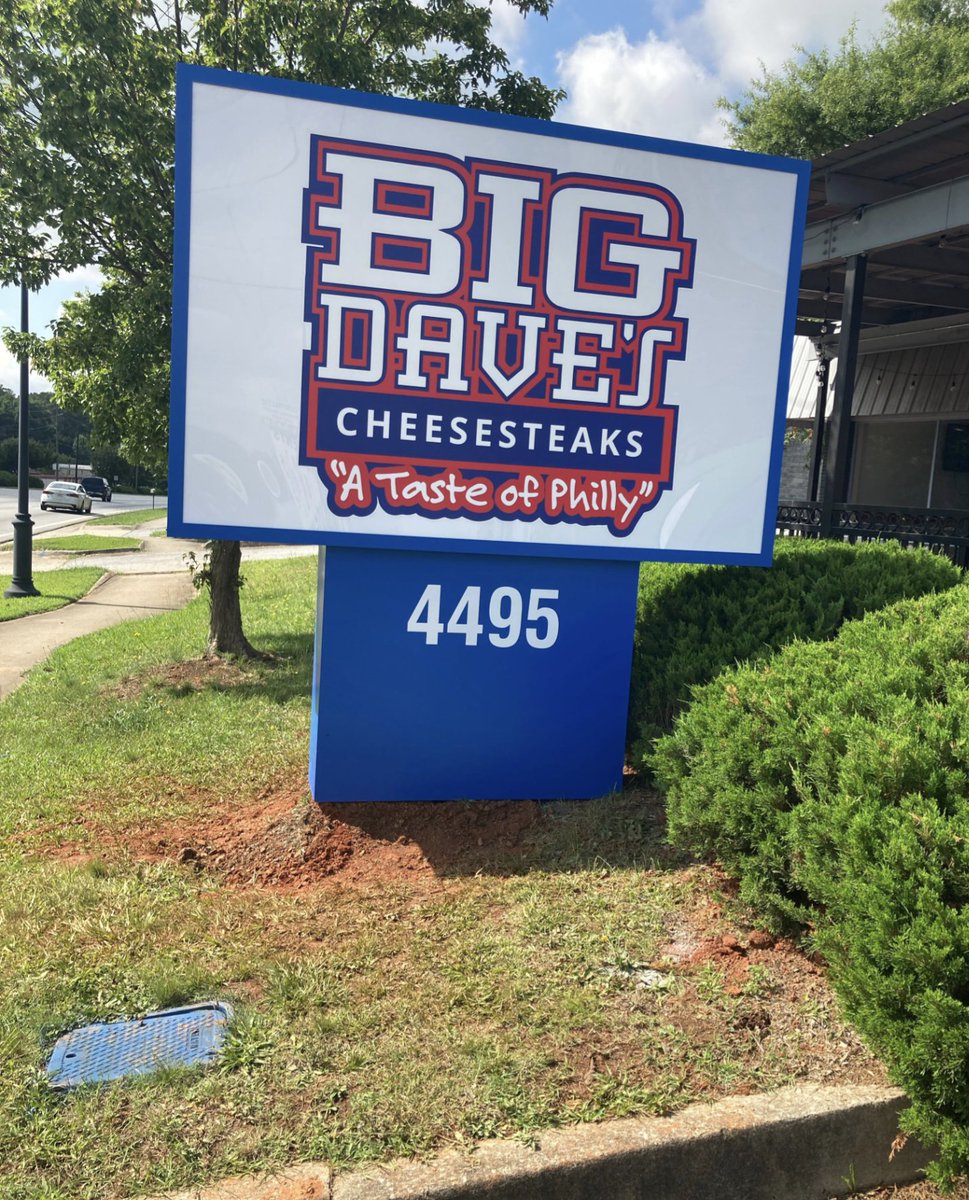 BIG
DAVE'S
CHEESESTEAKS
"A Taste of Philly"
4495